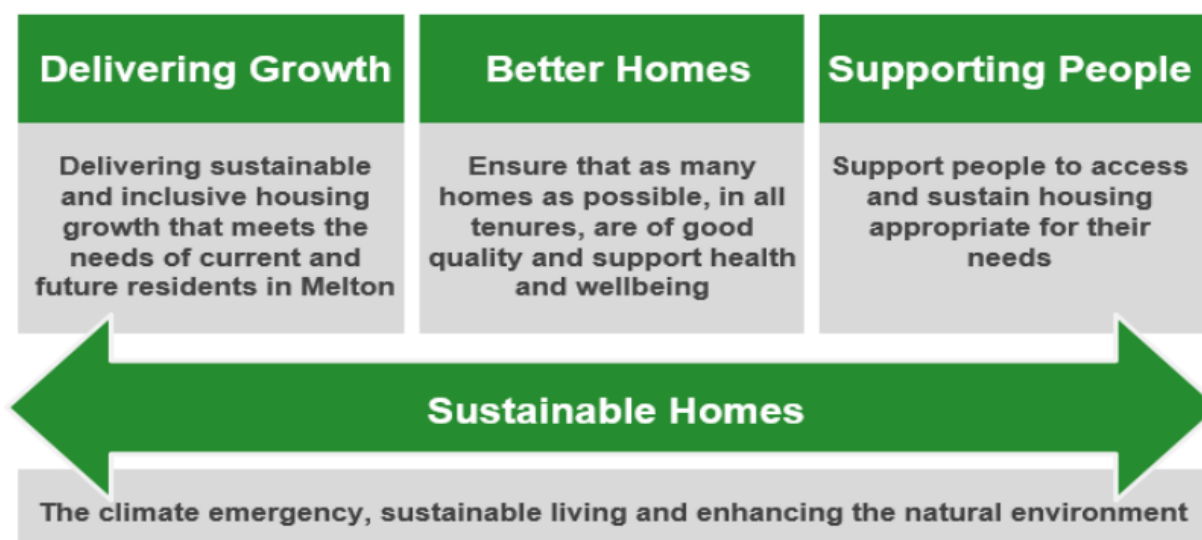 Delivering Growth
Delivering sustainable
and inclusive housing
growth that meets the
needs of current and
future residents in Melton
Better Homes
Ensure that as many
homes as possible, in all
tenures, are of good
quality and support health
and wellbeing
Supporting People
Support people to access
and sustain housing
appropriate for their
needs
Sustainable Homes
The climate emergency, sustainable living and enhancing the natural environment